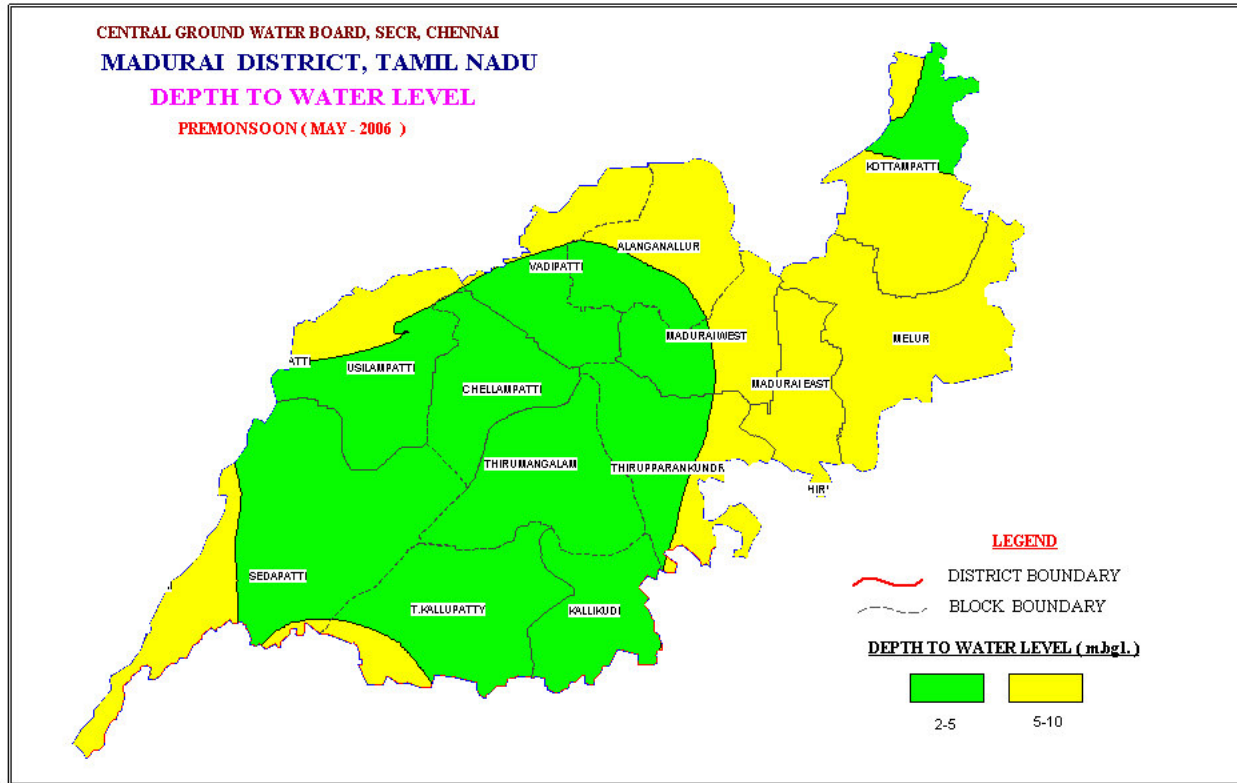 CENTRAL GROUND WATER BOARD, SECR, CHENNAI
MADURAI DISTRICT, TAMIL NADU
DEPTH TO WATER LEVEL
PREMONSOON ( MAY - 2006 )
KOTTAMPATTI
ALANGANALLUR
VADIPATTI
MADURAI WEST
MELUR
ATTI
USILAMPATTI
CHELLAMPATTI
MADURAI EAST
THIRUMANGALAM
THIRUPPARANKUNDR
HIR
SEDAPATTI
T.KALLUPATTY
KALLIKUDI
LEGEND
DISTRICT BOUNDARY
BLOCK BOUNDARY
DEPTH TO WATER LEVEL ( m.bgl. )
2-5
5-10